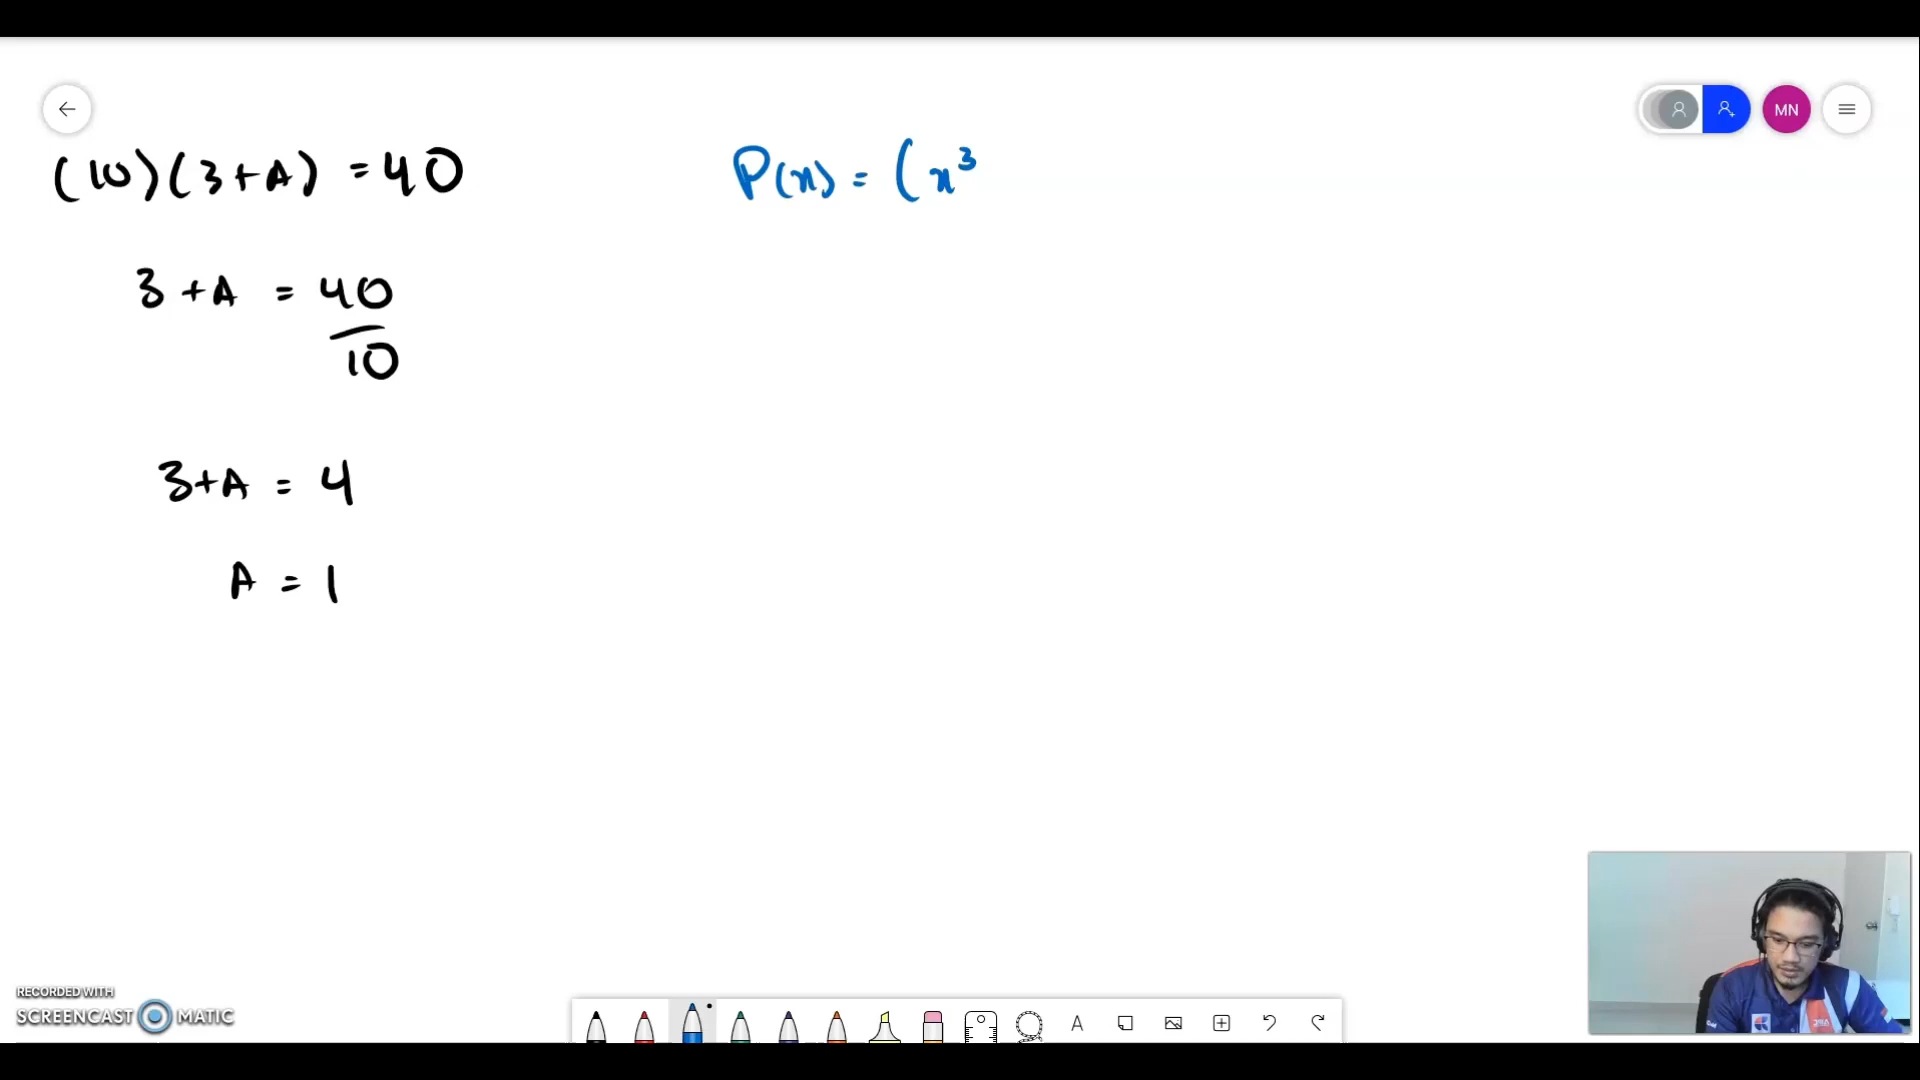 MN
(10)(3+A) = 40
P(x) = (x³
3 + A = 40
10
3+A = 4
A = 1
RECORDED WITH
SCREENCAST MATIC
A